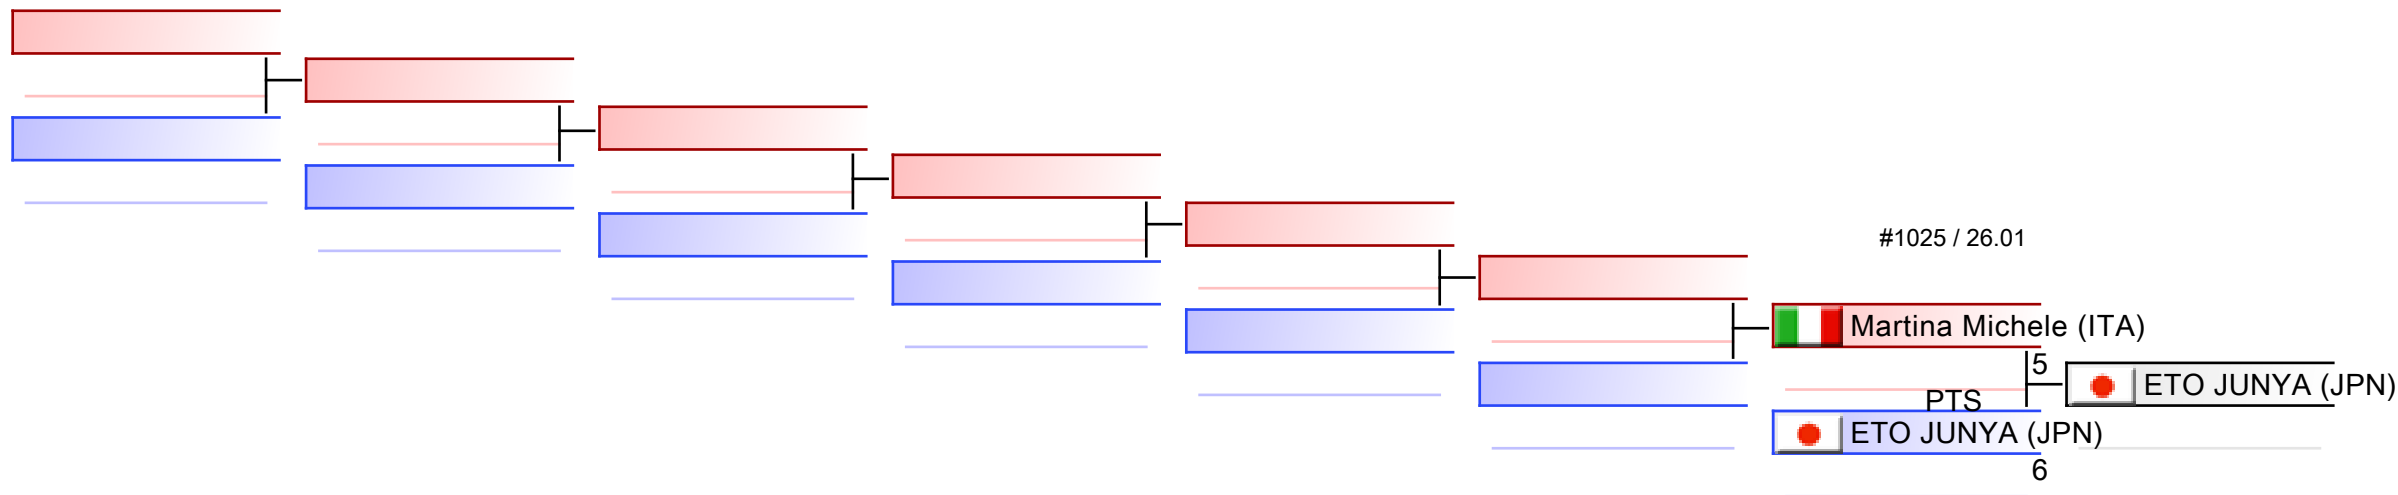 #1025 / 26.01
Martina Michele (ITA)
5
ETO JUNYA (JPN)
PTS
ETO JUNYA (JPN)
6